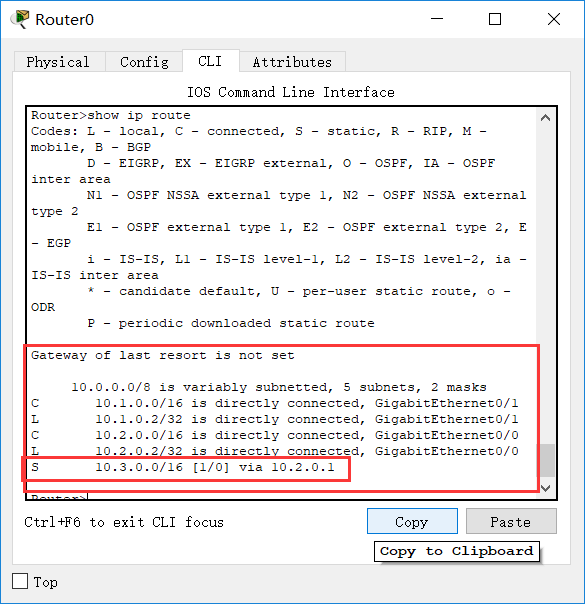 Router0
Physical Config CLI Attributes
IOS Command Line Interface
Router>show ip route
Codes: L - local, C - connected, S - static, R - RIP, M -
mobile, B - BGP
D - EIGRP, EX - EIGRP external, O - OSPF, IA - OSPF
inter area
N1 - OSPF NSSA external type 1, N2 - OSPF NSSA external
type 2
E1 - OSPF external type 1, E2 - OSPF external type 2, E
- EGP
i - IS-IS, L1 - IS-IS level-1, L2 - IS-IS level-2, ia -
IS-IS inter area
* - candidate default, U - per-user static route, o -
ODR
P - periodic downloaded static route
Gateway of last resort is not set
10.0.0.0/8 is variably subnetted, 5 subnets, 2 masks
C 10.1.0.0/16 is directly connected, GigabitEthernet0/1
L 10.1.0.2/32 is directly connected, GigabitEthernet0/1
C 10.2.0.0/16 is directly connected, GigabitEthernet0/0
L 10.2.0.2/32 is directly connected, GigabitEthernet0/0
S 10.3.0.0/16 [1/0] via 10.2.0.1
Router>
Ctrl+F6 to exit CLI focus
Copy
Paste
Copy to Clipboard
Top